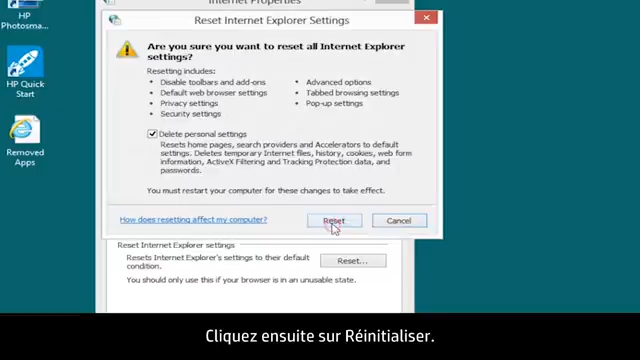 Internet Properties
HP
Photosmart
Reset Internet Explorer Settings
Are you sure you want to reset all Internet Explorer
settings?
Resetting includes:
• Disable toolbars and add-ons
• Default web browser settings
• Privacy settings
• Security settings
• Advanced options
• Tabbed browsing settings
• Pop-up settings
HP Quick
Start
Delete personal settings
Resets home pages, search providers and Accelerators to default
settings. Deletes temporary Internet files, history, cookies, web form
information, ActiveX Filtering and Tracking Protection data, and
passwords.
Removed
Apps
You must restart your computer for these changes to take effect.
How does resetting affect my computer?
Reset
Cancel
Reset Internet Explorer settings
Resets Internet Explorer's settings to their default
condition.
Reset...
You should only use this if your browser is in an unusable state.
Cliquez ensuite sur Réinitialiser.